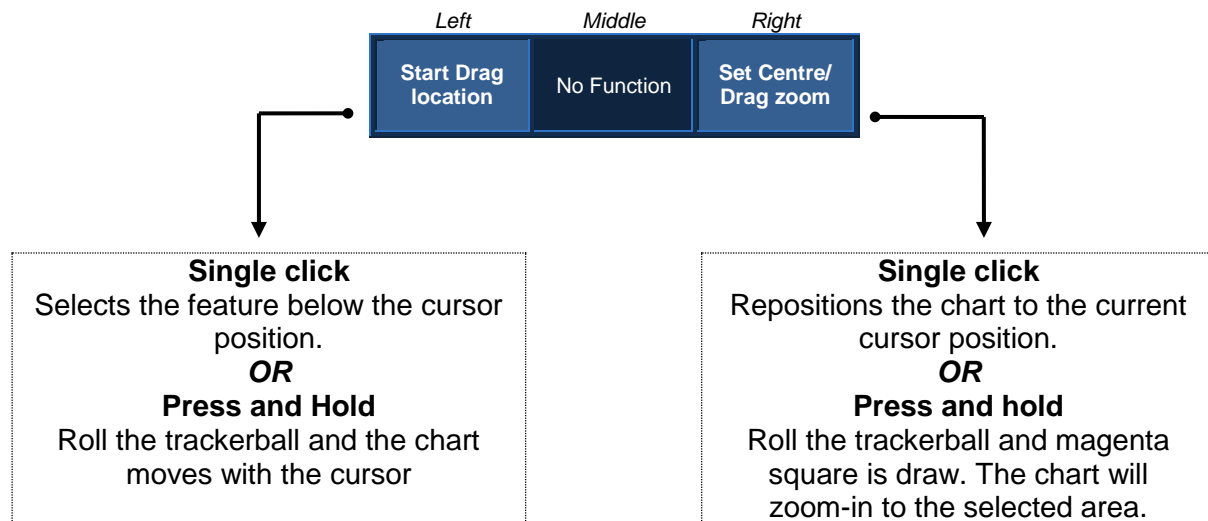 Left Middle Right
Start Drag
location
No Function
Set Centre/
Drag zoom
Single click
Selects the feature below the cursor
position.
OR
Press and Hold
Roll the trackerball and the chart
moves with the cursor
Single click
Repositions the chart to the current
cursor position.
OR
Press and hold
Roll the trackerball and magenta
square is draw. The chart will
zoom-in to the selected area.